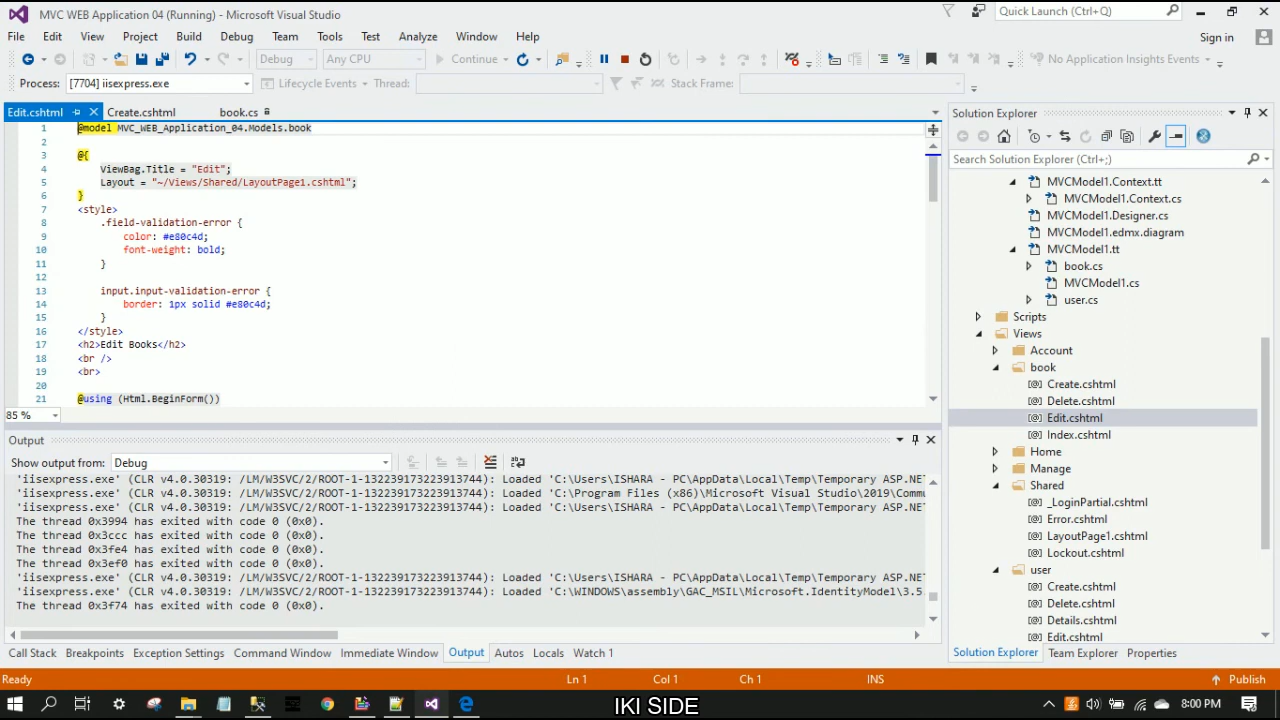 MVC WEB Application 04 (Running) - Microsoft Visual Studio
Quick Launch (Ctrl+Q)
File Edit View Project Build Debug Team Tools Test Analyze Window Help
Sign in
Debug Any CPU Continue No Application Insights Events
Process: [7704] iisexpress.exe Lifecycle Events Thread: Stack Frame:
Edit.cshtml Create.cshtml book.cs
1 @model MVC_WEB_Application_04.Models.book
2
3 @{
4 ViewBag.Title = "Edit";
5 Layout = "~/Views/Shared/LayoutPage1.cshtml";
6 }
7 <style>
8 .field-validation-error {
9 color: #e80c4d;
10 font-weight: bold;
11 }
12
13 input.input-validation-error {
14 border: 1px solid #e80c4d;
15 }
16 </style>
17 <h2>Edit Books</h2>
18 <br />
19 <br>
20
21 @using (Html.BeginForm())
85 %
Output
Show output from: Debug
'iisexpress.exe' (CLR v4.0.30319: /LM/W3SVC/2/ROOT-1-132239173223913744): Loaded 'C:\Users\ISHARA - PC\AppData\Local\Temp\Temporary ASP.NE
'iisexpress.exe' (CLR v4.0.30319: /LM/W3SVC/2/ROOT-1-132239173223913744): Loaded 'C:\Program Files (x86)\Microsoft Visual Studio\2019\Commu
'iisexpress.exe' (CLR v4.0.30319: /LM/W3SVC/2/ROOT-1-132239173223913744): Loaded 'C:\Users\ISHARA - PC\AppData\Local\Temp\Temporary ASP.NE
The thread 0x3994 has exited with code 0 (0x0).
The thread 0x3ccc has exited with code 0 (0x0).
The thread 0x3fe4 has exited with code 0 (0x0).
The thread 0x3ef0 has exited with code 0 (0x0).
'iisexpress.exe' (CLR v4.0.30319: /LM/W3SVC/2/ROOT-1-132239173223913744): Loaded 'C:\Users\ISHARA - PC\AppData\Local\Temp\Temporary ASP.NE
'iisexpress.exe' (CLR v4.0.30319: /LM/W3SVC/2/ROOT-1-132239173223913744): Loaded 'C:\WINDOWS\assembly\GAC_MSIL\Microsoft.IdentityModel\3.5
The thread 0x3f74 has exited with code 0 (0x0).
Call Stack Breakpoints Exception Settings Command Window Immediate Window Output Autos Locals Watch 1
Solution Explorer
Search Solution Explorer (Ctrl+;)
MVCModel1.Context.tt
MVCModel1.Context.cs
MVCModel1.Designer.cs
MVCModel1.edmx.diagram
MVCModel1.tt
book.cs
MVCModel1.cs
user.cs
Scripts
Views
Account
book
Create.cshtml
Delete.cshtml
Edit.cshtml
Index.cshtml
Home
Manage
Shared
_LoginPartial.cshtml
Error.cshtml
LayoutPage1.cshtml
Lockout.cshtml
user
Create.cshtml
Delete.cshtml
Details.cshtml
Edit.cshtml
Solution Explorer Team Explorer Properties
Ready Ln 1 Col 1 Ch 1 INS Publish
IKI SIDE
8:00 PM